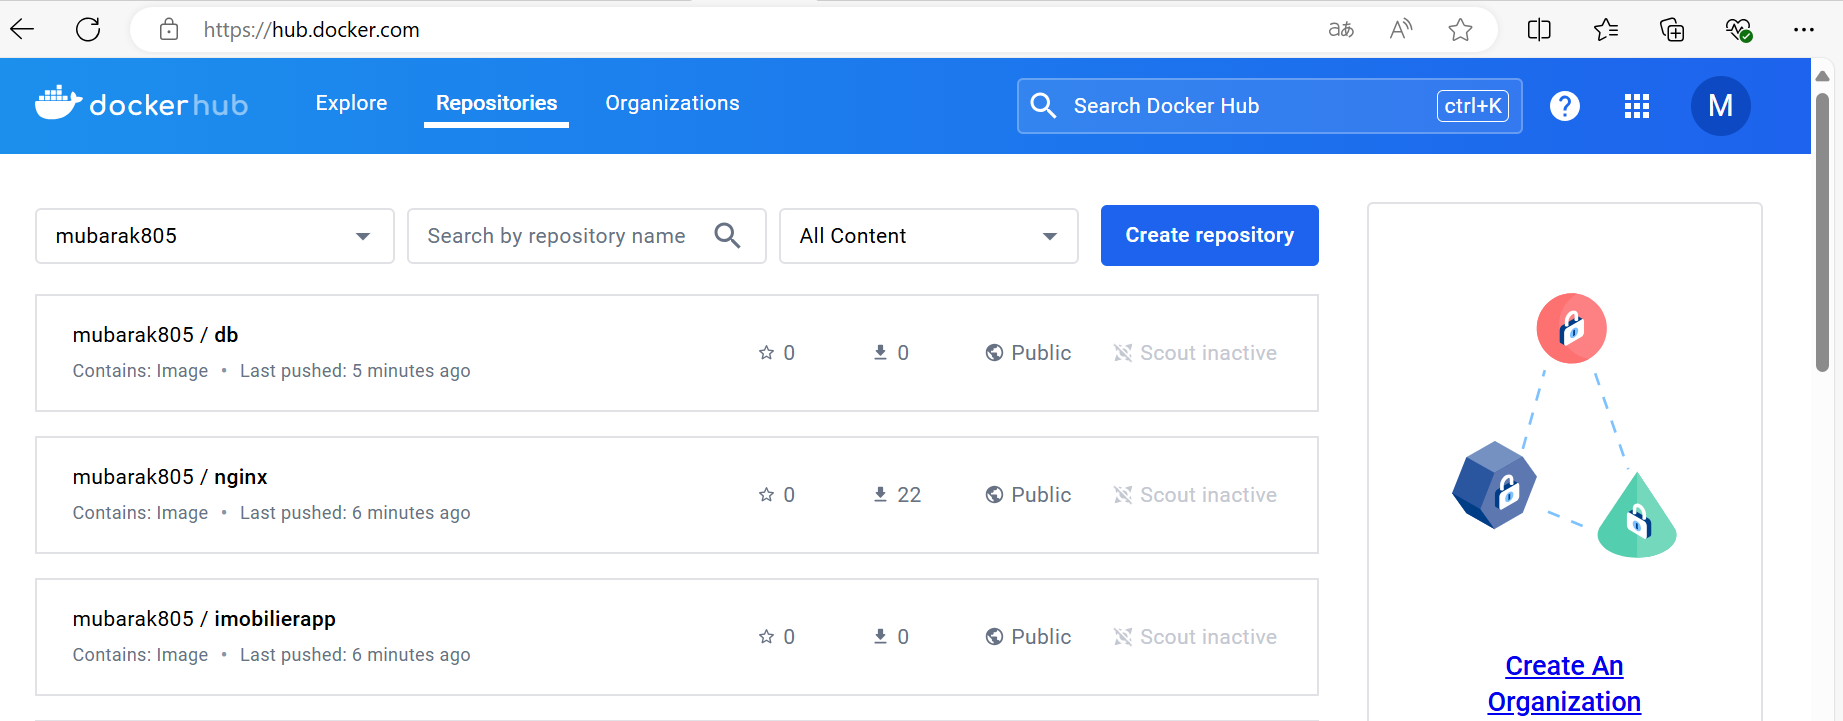 https://hub.docker.com
dockerhub Explore Repositories Organizations Search Docker Hub ctrl+K ? M
mubarak805 Search by repository name All Content Create repository
mubarak805 / db
Contains: Image • Last pushed: 5 minutes ago
0 0 Public Scout inactive
mubarak805 / nginx
Contains: Image • Last pushed: 6 minutes ago
0 22 Public Scout inactive
mubarak805 / imobilierapp
Contains: Image • Last pushed: 6 minutes ago
0 0 Public Scout inactive
Create An
Organization